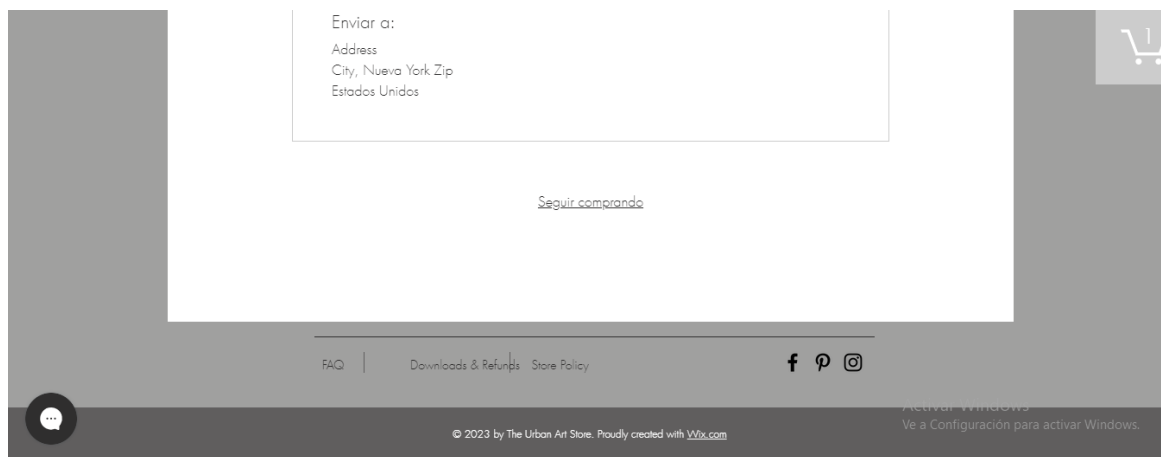 Enviar a:
1
Address
City, Nueva York Zip
Estados Unidos
Seguir comprando
FAQ
Downloads & Refunds
Store Policy
Activar Windows
Ve a Configuración para activar Windows.
© 2023 by The Urban Art Store. Proudly created with Wix.com